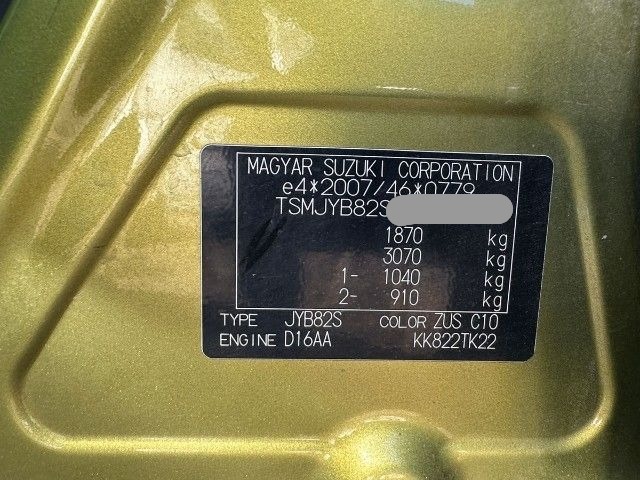 MAGYAR SUZUKI CORPORATION
e4*2007/46*0779
TSMJYB82S
1870 kg
3070 kg
1- 1040 kg
2- 910 kg
TYPE JYB82S COLOR ZUS C10
ENGINE D16AA KK822TK22